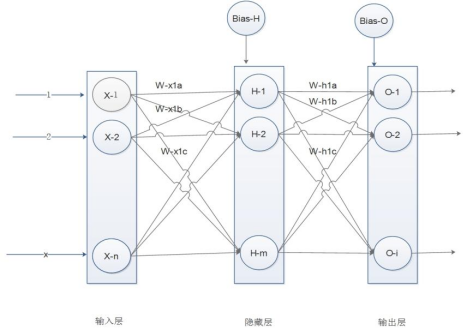 Bias-H
Bias-O
W-x1a
W-h1a
1
X-1
H-1
O-1
W-x1b
W-h1b
2
X-2
H-2
O-2
W-x1c
W-h1c
x
X-n
H-m
O-i
输入层
隐藏层
输出层